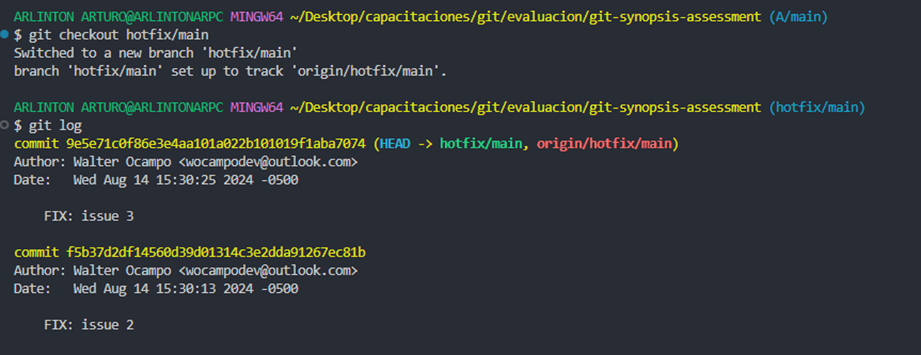 ARLINTON ARTURO@ARLINTONARPC MINGW64 ~/Desktop/capacitaciones/git/evaluacion/git-synopsis-assessment (A/main)
$ git checkout hotfix/main
Switched to a new branch 'hotfix/main'
branch 'hotfix/main' set up to track 'origin/hotfix/main'.
ARLINTON ARTURO@ARLINTONARPC MINGW64 ~/Desktop/capacitaciones/git/evaluacion/git-synopsis-assessment (hotfix/main)
$ git log
commit 9e5e71c0f86e3e4aa101a022b101019f1aba7074 (HEAD -> hotfix/main, origin/hotfix/main)
Author: Walter Ocampo <wocampodev@outlook.com>
Date:   Wed Aug 14 15:30:25 2024 -0500
    FIX: issue 3
commit f5b37d2df14560d39d01314c3e2dda91267ec81b
Author: Walter Ocampo <wocampodev@outlook.com>
Date:   Wed Aug 14 15:30:13 2024 -0500
    FIX: issue 2